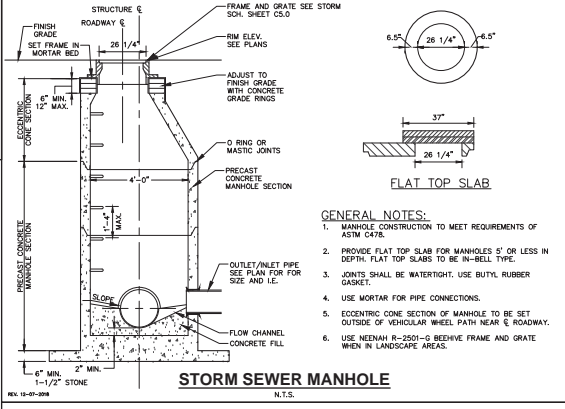 STRUCTURE ℄
ROADWAY ℄
FINISH
GRADE
SET FRAME IN
MORTAR BED
26 1/4"
FRAME AND GRATE SEE STORM
SCH. SHEET C5.0
RIM ELEV.
SEE PLANS
6" MIN.
12" MAX.
ADJUST TO
FINISH GRADE
WITH CONCRETE
GRADE RINGS
ECCENTRIC
CONE SECTION
O RING OR
MASTIC JOINTS
4'-0"
PRECAST
CONCRETE
MANHOLE SECTION
1'-4"
MAX.
PRECAST CONCRETE
MANHOLE SECTION
OUTLET/INLET PIPE
SEE PLAN FOR FOR
SIZE AND I.E.
SLOPE
FLOW CHANNEL
CONCRETE FILL
2" MIN.
6" MIN.
1-1/2" STONE
6.5"
26 1/4"
6.5"
37"
26 1/4"
FLAT TOP SLAB
GENERAL NOTES:
1. MANHOLE CONSTRUCTION TO MEET REQUIREMENTS OF
ASTM C478.
2. PROVIDE FLAT TOP SLAB FOR MANHOLES 5' OR LESS IN
DEPTH. FLAT TOP SLABS TO BE IN-BELL TYPE.
3. JOINTS SHALL BE WATERTIGHT. USE BUTYL RUBBER
GASKET.
4. USE MORTAR FOR PIPE CONNECTIONS.
5. ECCENTRIC CONE SECTION OF MANHOLE TO BE SET
OUTSIDE OF VEHICULAR WHEEL PATH NEAR ℄ ROADWAY.
6. USE NEENAH R-2501-G BEEHIVE FRAME AND GRATE
WHEN IN LANDSCAPE AREAS.
STORM SEWER MANHOLE
N.T.S.
REV. 12-07-2018